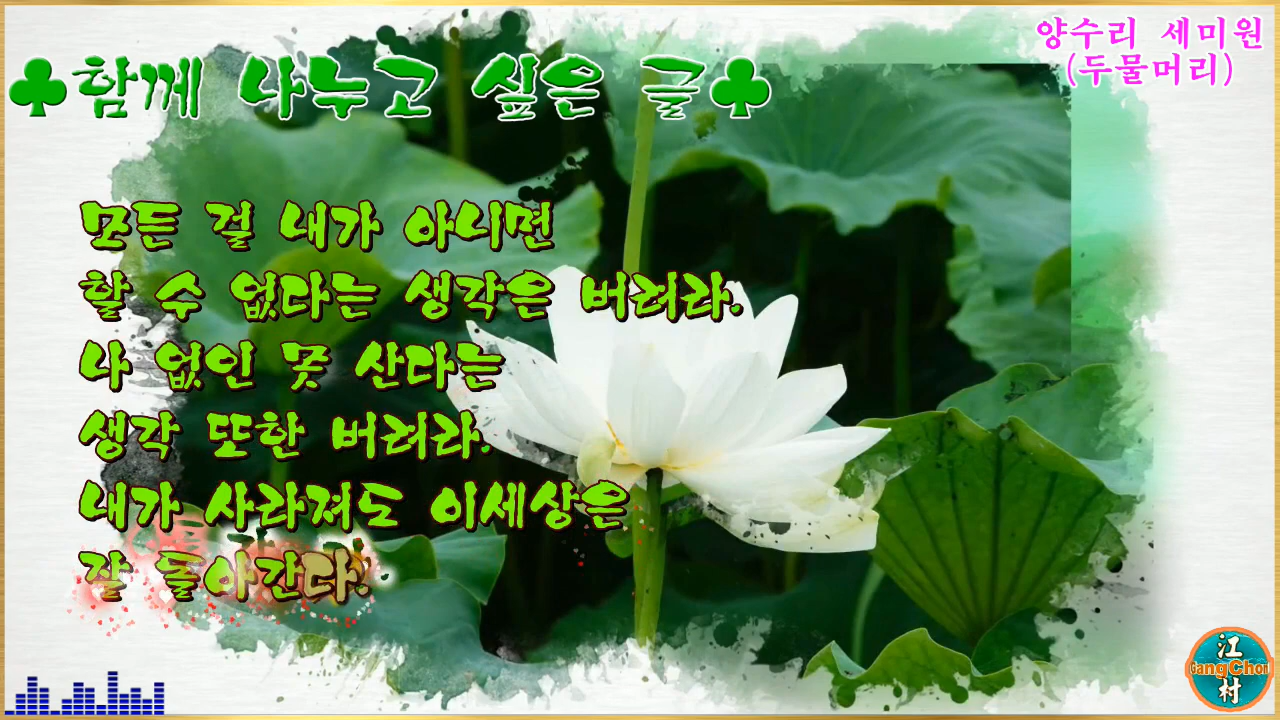 ♣함께 나누고 싶은 글♣
양수리 세미원
(두물머리)
모든 걸 내가 아니면
할 수 없다는 생각은 버려라.
나 없인 못 산다는
생각 또한 버려라.
내가 사라져도 이세상은
잘 돌아간다.
江
GangChon
村